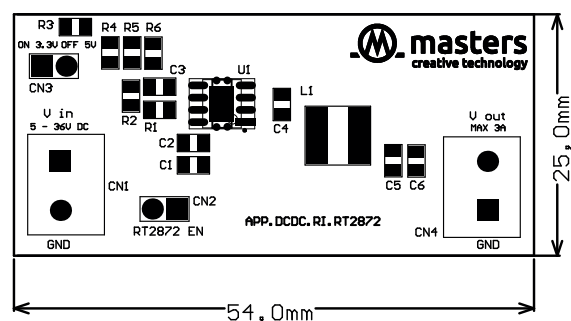 R3
R4 R5 R6
masters
creative technology
ON 3.3V OFF 5V
CN3
C3
U1
L1
R2 R1
C4
V in
5 - 36V DC
V out
MAX 3A
C2
C1
C5 C6
CN1
CN2
RT2872 EN
APP.DCDC.RI.RT2872
CN4
GND
GND
25,0mm
54.0mm